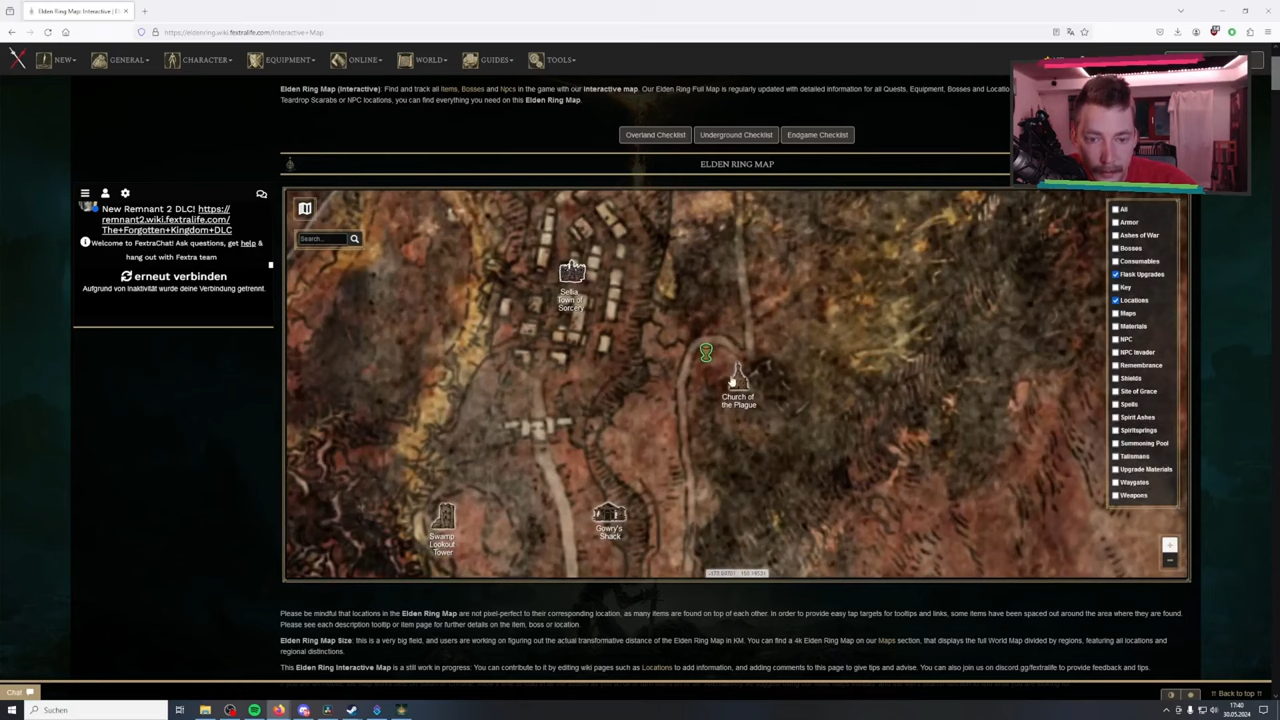 Elden Ring Map: Interactive | El
https://eldenring.wiki.fextralife.com/Interactive+Map
NEW
GENERAL
CHARACTER
EQUIPMENT
ONLINE
WORLD
GUIDES
TOOLS
Elden Ring Map (Interactive). Find and track all Items, Bosses and Npcs in the game with our Interactive map. Our Elden Ring Full Map is regularly updated with detailed information for all Quests, Equipment, Bosses and Locatio
Teardrop Scarabs or NPC locations, you can find everything you need on this Elden Ring Map.
Overland Checklist
Underground Checklist
Endgame Checklist
ELDEN RING MAP
New Remnant 2 DLC! https://
remnant2.wiki.fextralife.com/
The+Forgotten+Kingdom+DLC
Welcome to FextraChat! Ask questions, get help &
hang out with Fextra team
erneut verbinden
Aufgrund von Inaktivität wurde deine Verbindung getrennt.
Search...
Sellia
Town of
Sorcery
Church of
the Plague
Swamp
Lookout
Tower
Gowry's
Shack
All
Armor
Ashes of War
Bosses
Consumables
Flask Upgrades
Key
Locations
Maps
Materials
NPC
NPC Invader
Remembrance
Shields
Site of Grace
Spells
Spirit Ashes
Spiritsprings
Summoning Pool
Talismans
Upgrade Materials
Waygates
Weapons
Please be mindful that locations in the Elden Ring Map are not pixel-perfect to their corresponding location, as many items are found on top of each other. In order to provide easy tap targets for tooltips and links, some items have been spaced out around the area where they are found.
Please see each description tooltip or item page for further details on the item, boss or location.
Elden Ring Map Size: this is a very big field, and users are working on figuring out the actual transformative distance of the Elden Ring Map in KM. You can find a 4k Elden Ring Map on our Maps section, that displays the full World Map divided by regions, featuring all locations and
regional distinctions.
This Elden Ring Interactive Map is a still work in progress: You can contribute to it by editing wiki pages such as Locations to add information, and adding comments to this page to give tips and advise. You can also join us on discord.gg/fextralife to provide feedback and tips.
Chat
Back to top
Suchen
17:40
30.05.2024